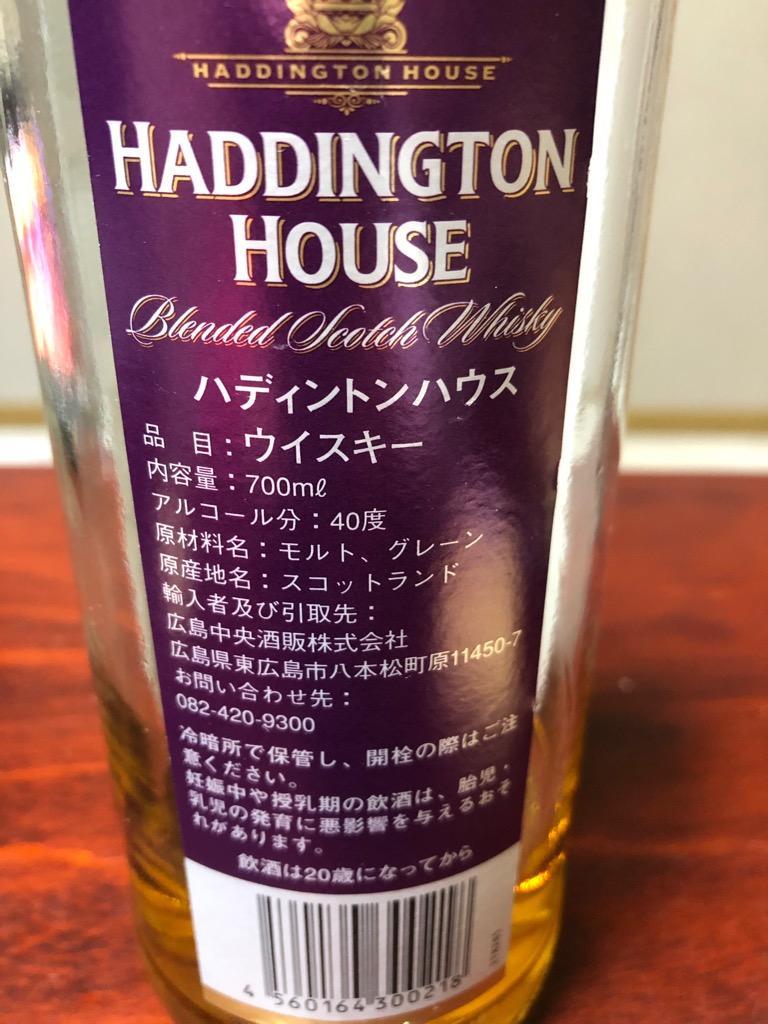 HADDINGTON HOUSE
HADDINGTON
HOUSE
Blended Scotch Whisky
ハディントンハウス
品 目：ウイスキー
内容量：700mℓ
アルコール分：40度
原材料名：モルト、グレーン
原産地名：スコットランド
輸入者及び引取先：
広島中央酒販株式会社
広島県東広島市八本松町原11450-7
お問い合わせ先：
082-420-9300
冷暗所で保管し、開栓の際はご注
意ください。
妊娠中や授乳期の飲酒は、胎児・
乳児の発育に悪影響を与えるおそ
れがあります。
飲酒は20歳になってから
4 560164 300218